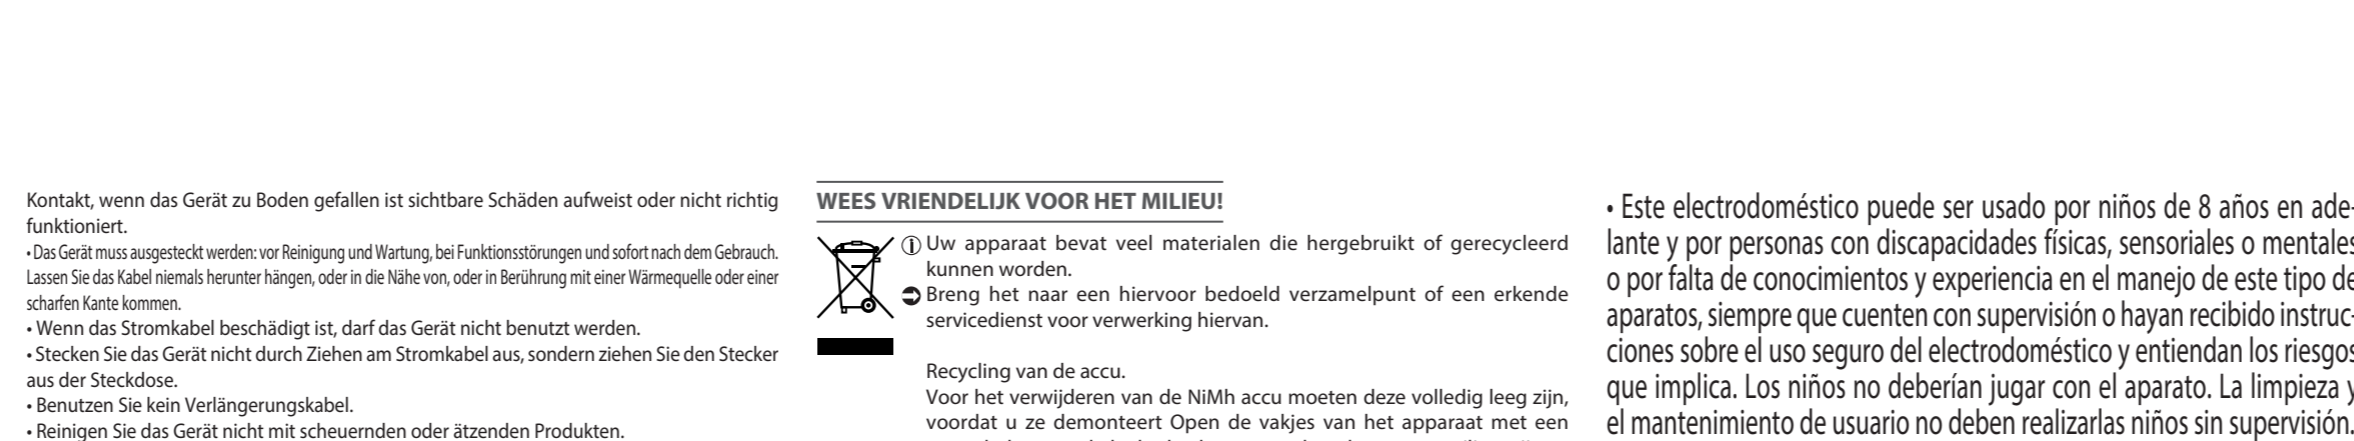 Kontakt, wenn das Gerät zu Boden gefallen ist sichtbare Schäden aufweist oder nicht richtig
funktioniert.
• Das Gerät muss ausgesteckt werden: vor Reinigung und Wartung, bei Funktionsstörungen und sofort nach dem Gebrauch.
Lassen Sie das Kabel niemals herunter hängen, oder in die Nähe von, oder in Berührung mit einer Wärmequelle oder einer
scharfen Kante kommen.
• Wenn das Stromkabel beschädigt ist, darf das Gerät nicht benutzt werden.
• Stecken Sie das Gerät nicht durch Ziehen am Stromkabel aus, sondern ziehen Sie den Stecker
aus der Steckdose.
• Benutzen Sie kein Verlängerungskabel.
• Reinigen Sie das Gerät nicht mit scheuernden oder ätzenden Produkten.
WEES VRIENDELIJK VOOR HET MILIEU!
Uw apparaat bevat veel materialen die hergebruikt of gerecycleerd
kunnen worden.
Breng het naar een hiervoor bedoeld verzamelpunt of een erkende
servicedienst voor verwerking hiervan.
Recycling van de accu.
Voor het verwijderen van de NiMh accu moeten deze volledig leeg zijn,
voordat u ze demonteert Open de vakjes van het apparaat met een
• Este electrodoméstico puede ser usado por niños de 8 años en ade-
lante y por personas con discapacidades físicas, sensoriales o mentales
o por falta de conocimientos y experiencia en el manejo de este tipo de
aparatos, siempre que cuenten con supervisión o hayan recibido instruc-
ciones sobre el uso seguro del electrodoméstico y entiendan los riesgos
que implica. Los niños no deberían jugar con el aparato. La limpieza y
el mantenimiento de usuario no deben realizarlas niños sin supervisión.